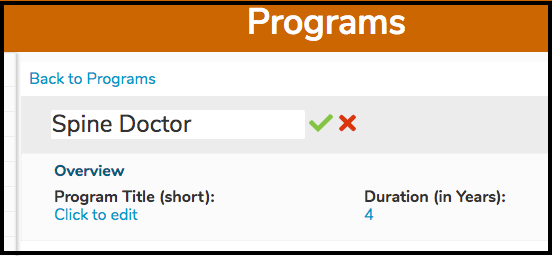 Programs
Back to Programs
Spine Doctor
Overview
Program Title (short): Duration (in Years):
Click to edit 4